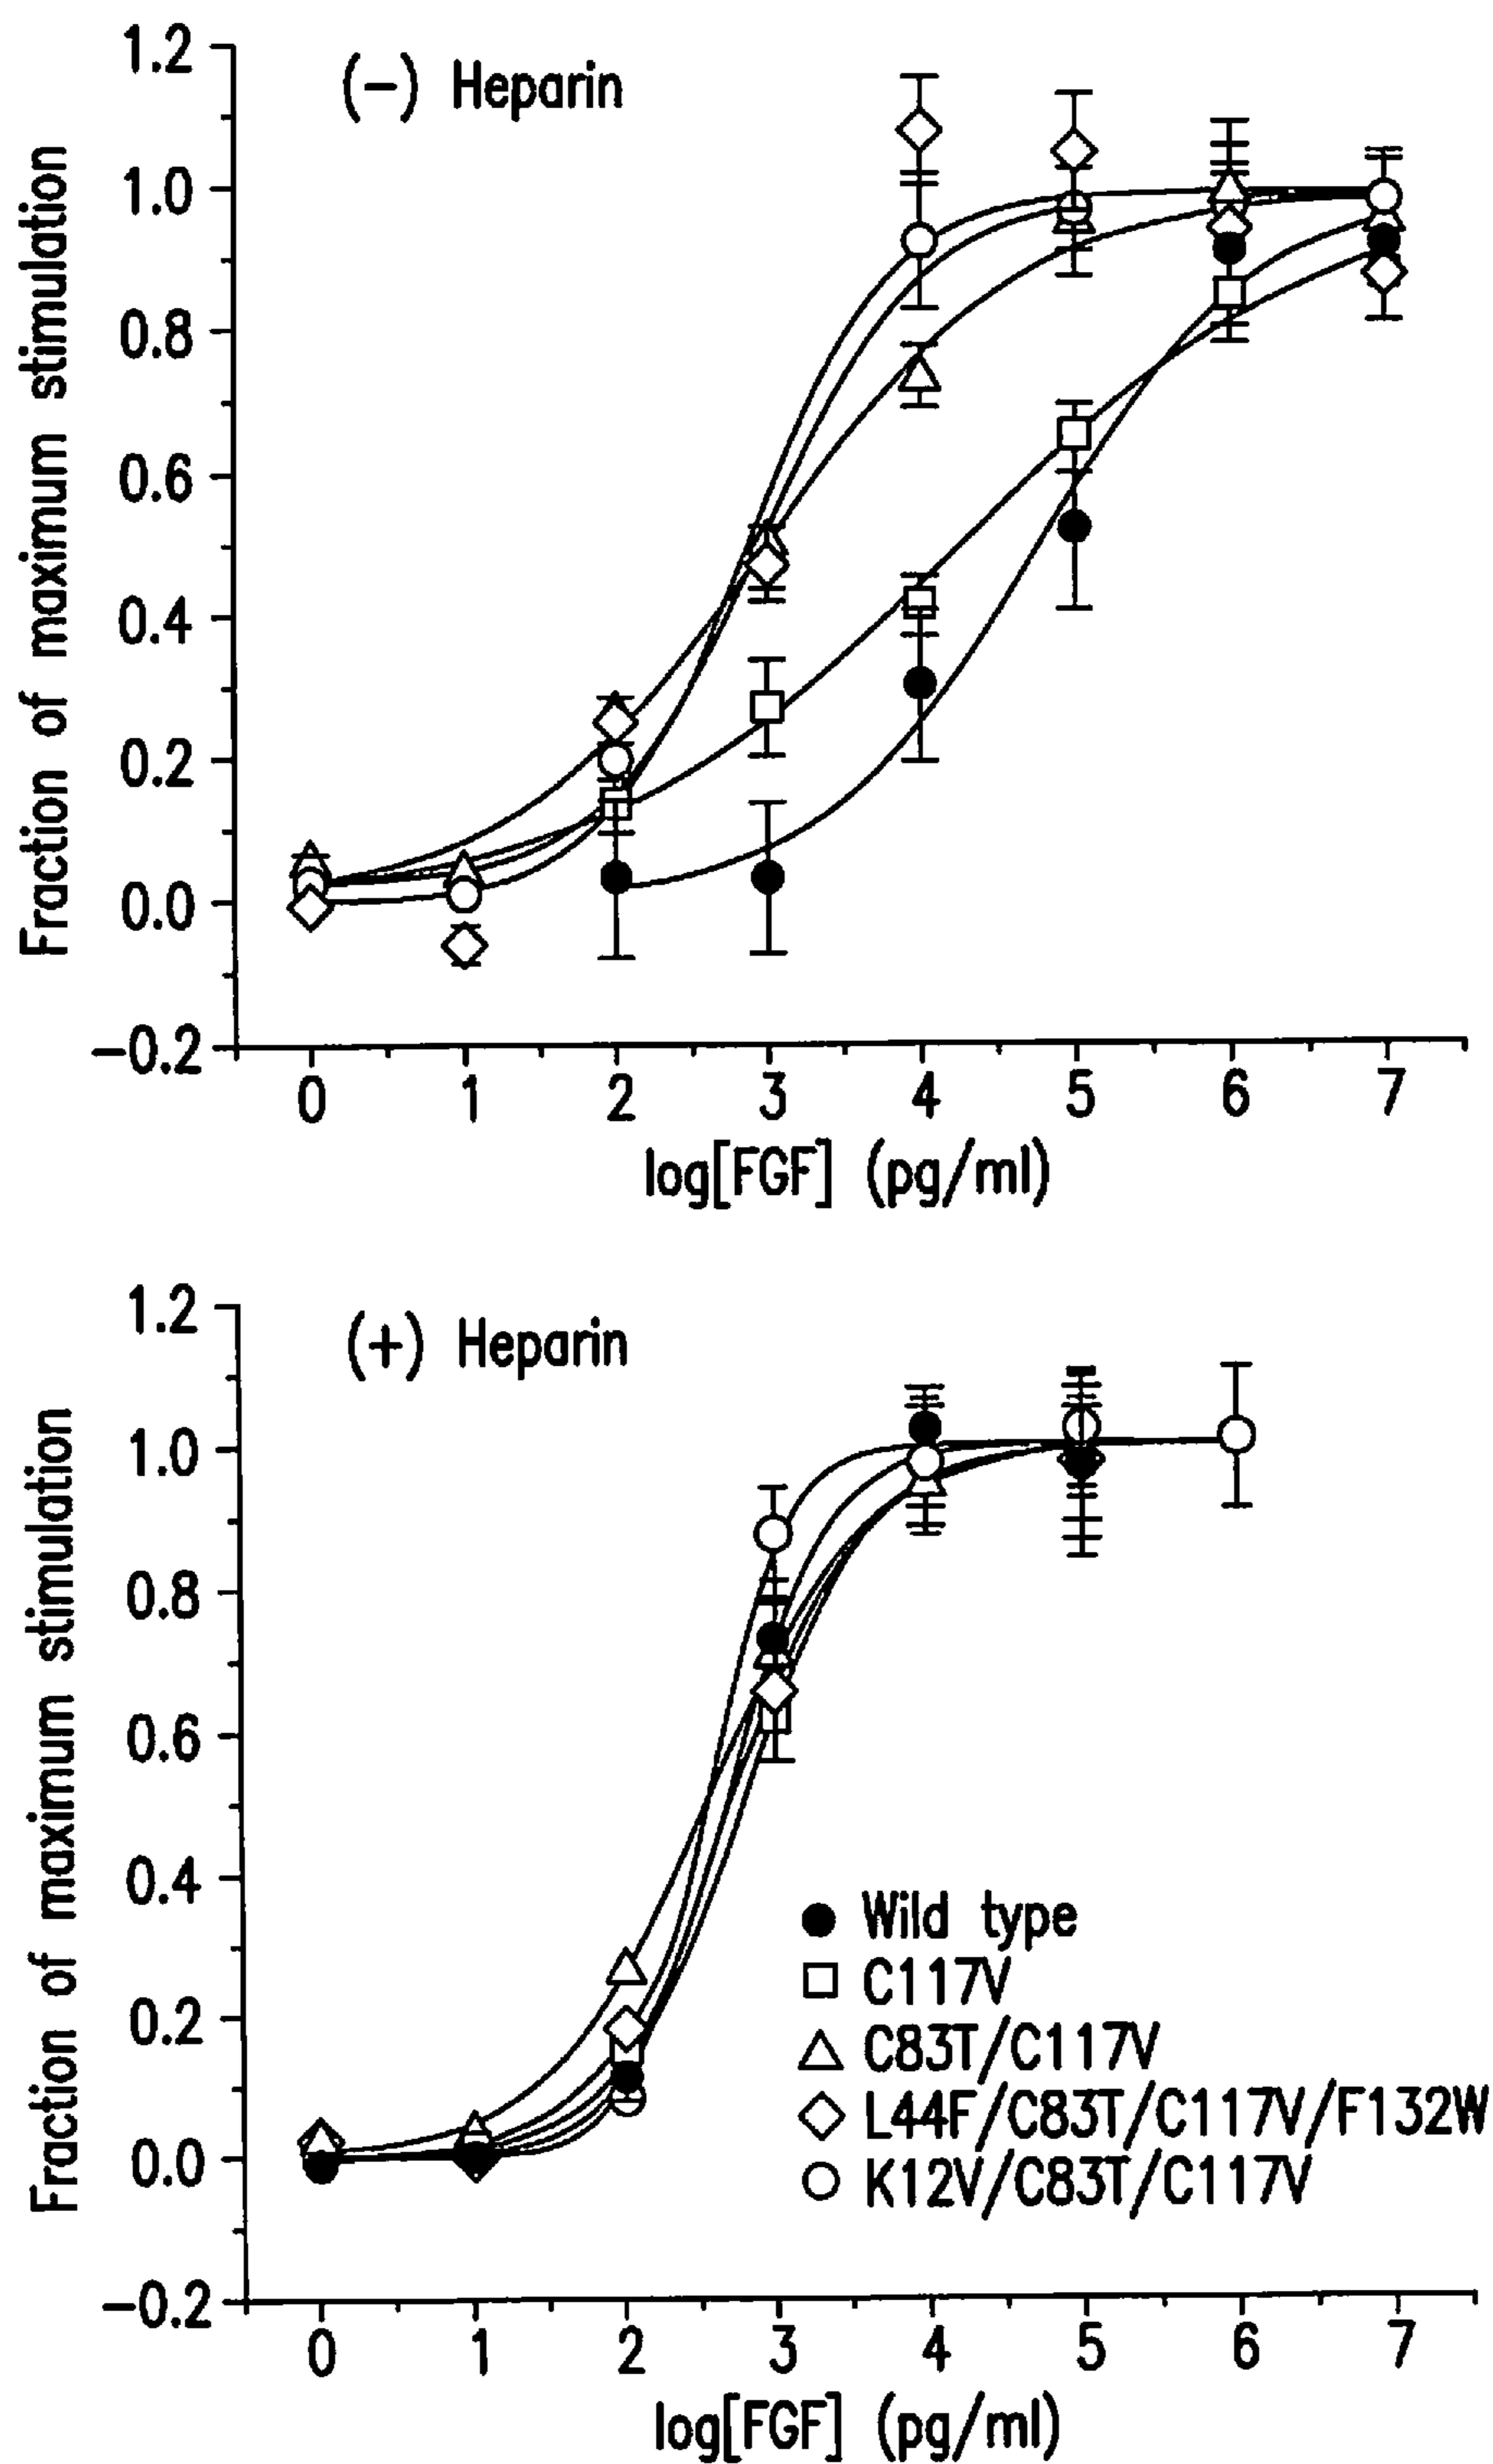 (−) Heparin
Fraction of maximum stimulation
1.2
1.0
0.8
0.6
0.4
0.2
0.0
−0.2
0 1 2 3 4 5 6 7
log[FGF] (pg/ml)
(+) Heparin
Fraction of maximum stimulation
1.2
1.0
0.8
0.6
0.4
0.2
0.0
−0.2
Wild type
C117V
C83T/C117V
L44F/C83T/C117V/F132W
K12V/C83T/C117V
0 1 2 3 4 5 6 7
log[FGF] (pg/ml)